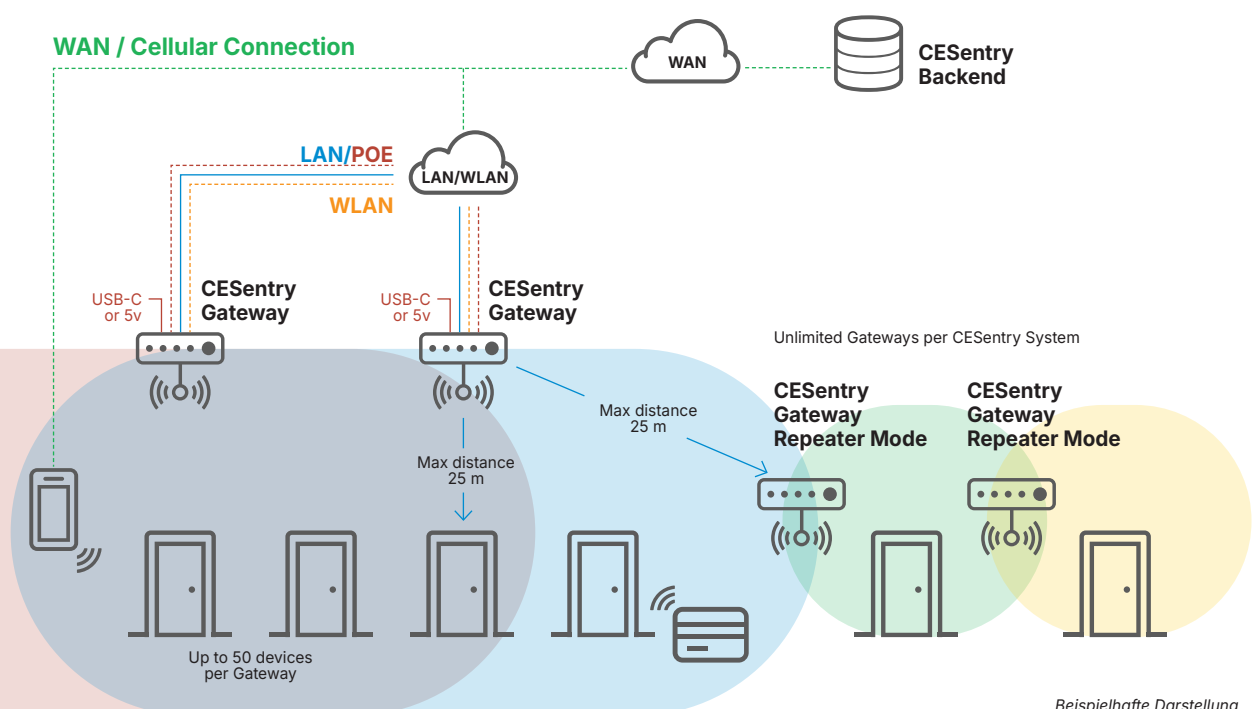 WAN / Cellular Connection
WAN
CESentry
Backend
LAN/POE
LAN/WLAN
WLAN
USB-C
or 5v
CESentry
Gateway
USB-C
or 5v
CESentry
Gateway
Unlimited Gateways per CESentry System
CESentry
Gateway
Repeater Mode
CESentry
Gateway
Repeater Mode
Max distance
25 m
Max distance
25 m
Up to 50 devices
per Gateway
Beispielhafte Darstellung